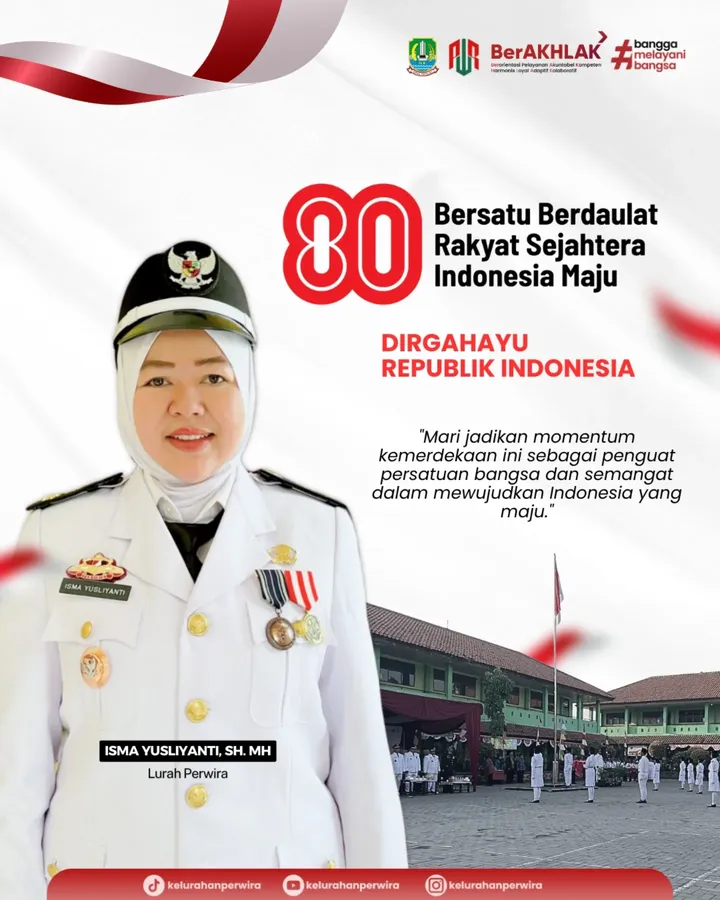 BerAKHLAK
Berorientasi Pelayanan Akuntabel Kompeten
Harmonis Loyal Adaptif Kolaboratif
#bangga
melayani
bangsa
80
Bersatu Berdaulat
Rakyat Sejahtera
Indonesia Maju
DIRGAHAYU
REPUBLIK INDONESIA
"Mari jadikan momentum
kemerdekaan ini sebagai penguat
persatuan bangsa dan semangat
dalam mewujudkan Indonesia yang
maju."
ISMA YUSLIYANTI
ISMA YUSLIYANTI, SH. MH
Lurah Perwira
kelurahanperwira
kelurahanperwira
kelurahanperwira